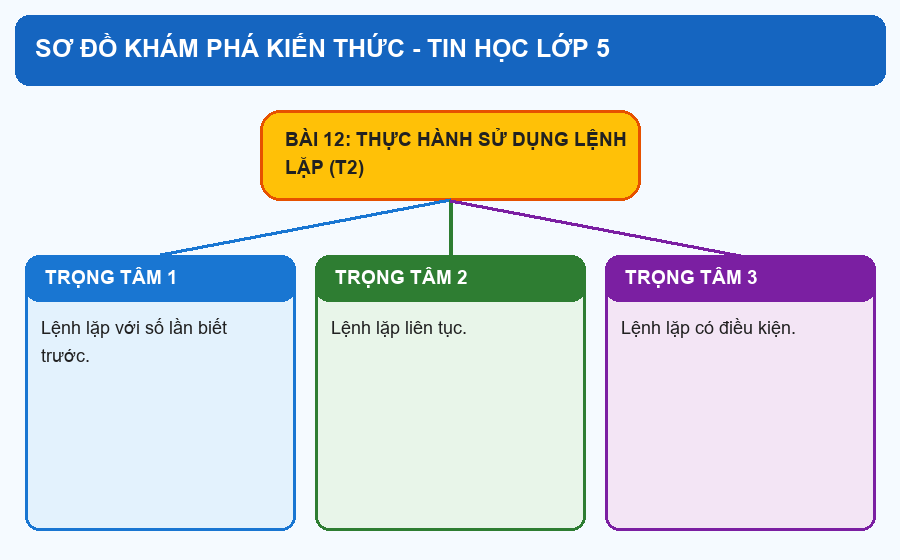 SƠ ĐỒ KHÁM PHÁ KIẾN THỨC - TIN HỌC LỚP 5
BÀI 12: THỰC HÀNH SỬ DỤNG LỆNH
LẶP (T2)
TRỌNG TÂM 1
Lệnh lặp với số lần biết
trước.
TRỌNG TÂM 2
Lệnh lặp liên tục.
TRỌNG TÂM 3
Lệnh lặp có điều kiện.